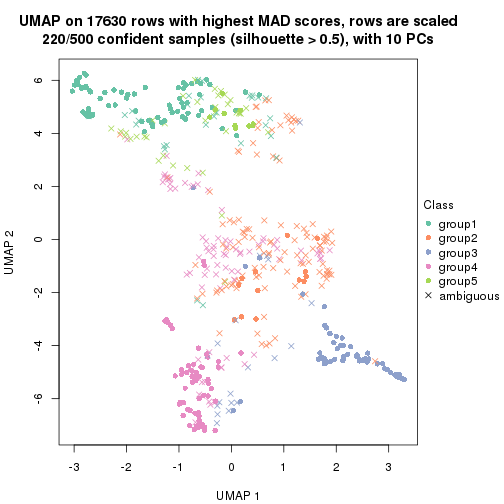 UMAP on 17630 rows with highest MAD scores, rows are scaled
220/500 confident samples (silhouette > 0.5), with 10 PCs
6
4
2
0
-2
-4
-6
UMAP 2
-3
-2
-1
0
1
2
3
UMAP 1
Class
group1
group2
group3
group4
group5
ambiguous